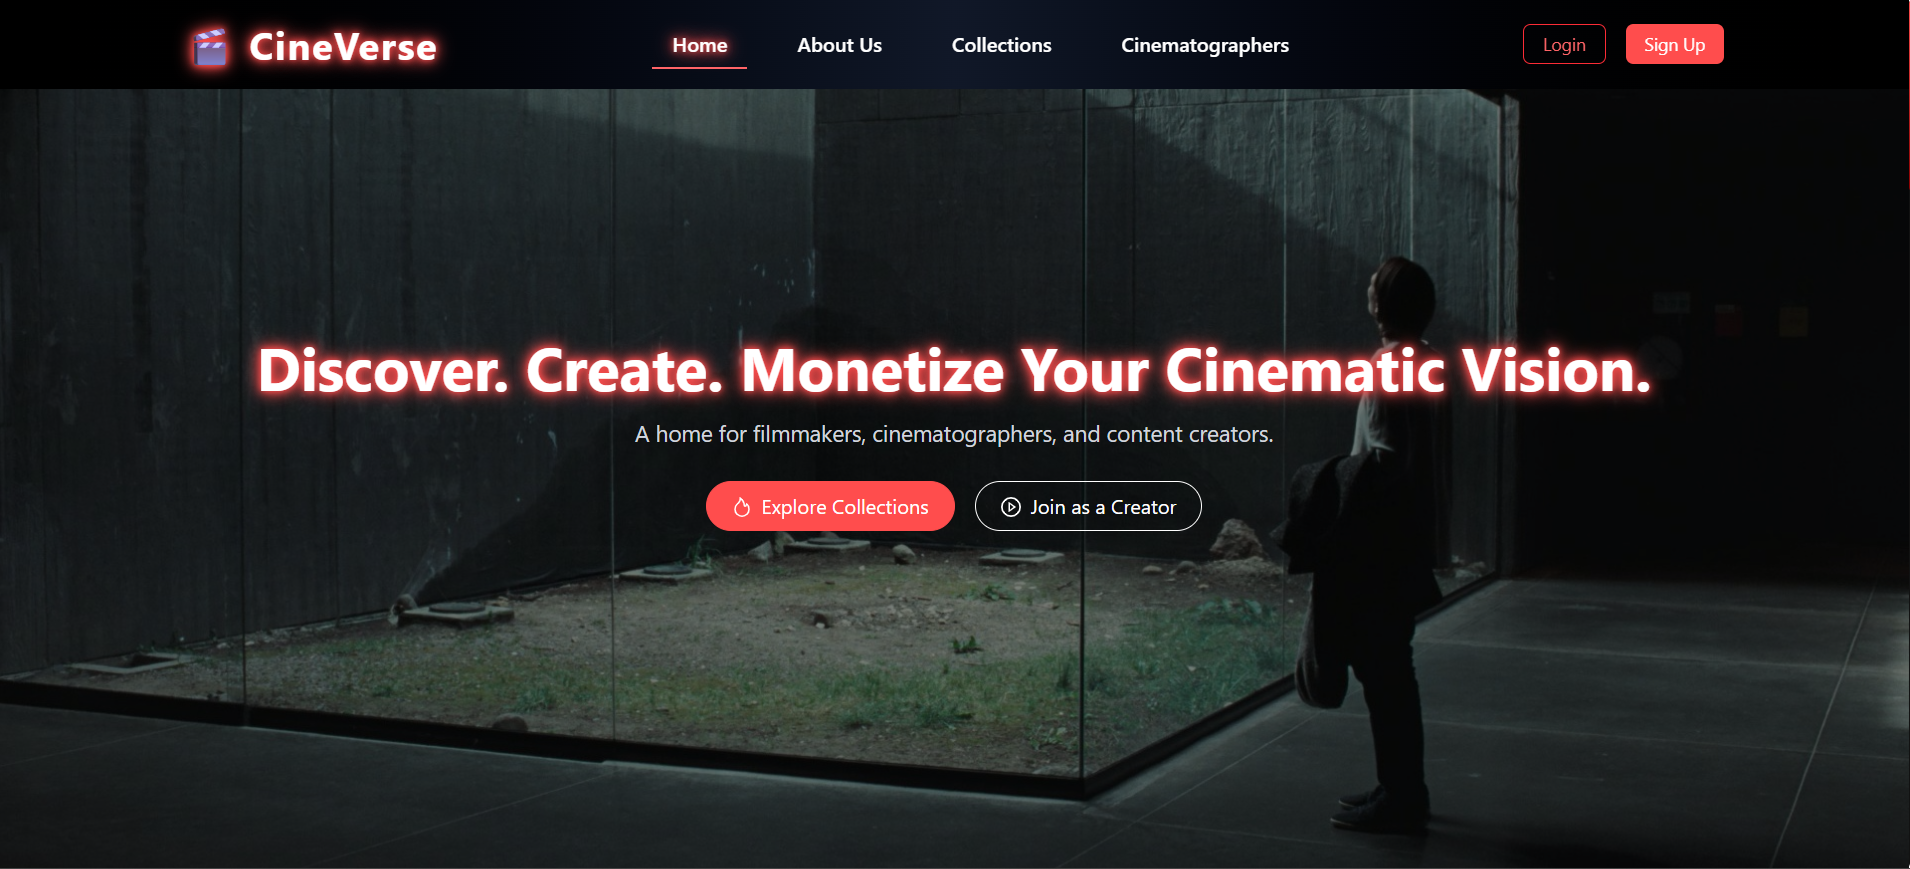 CineVerse
Home
About Us
Collections
Cinematographers
Login
Sign Up
Discover. Create. Monetize Your Cinematic Vision.
A home for filmmakers, cinematographers, and content creators.
Explore Collections
Join as a Creator